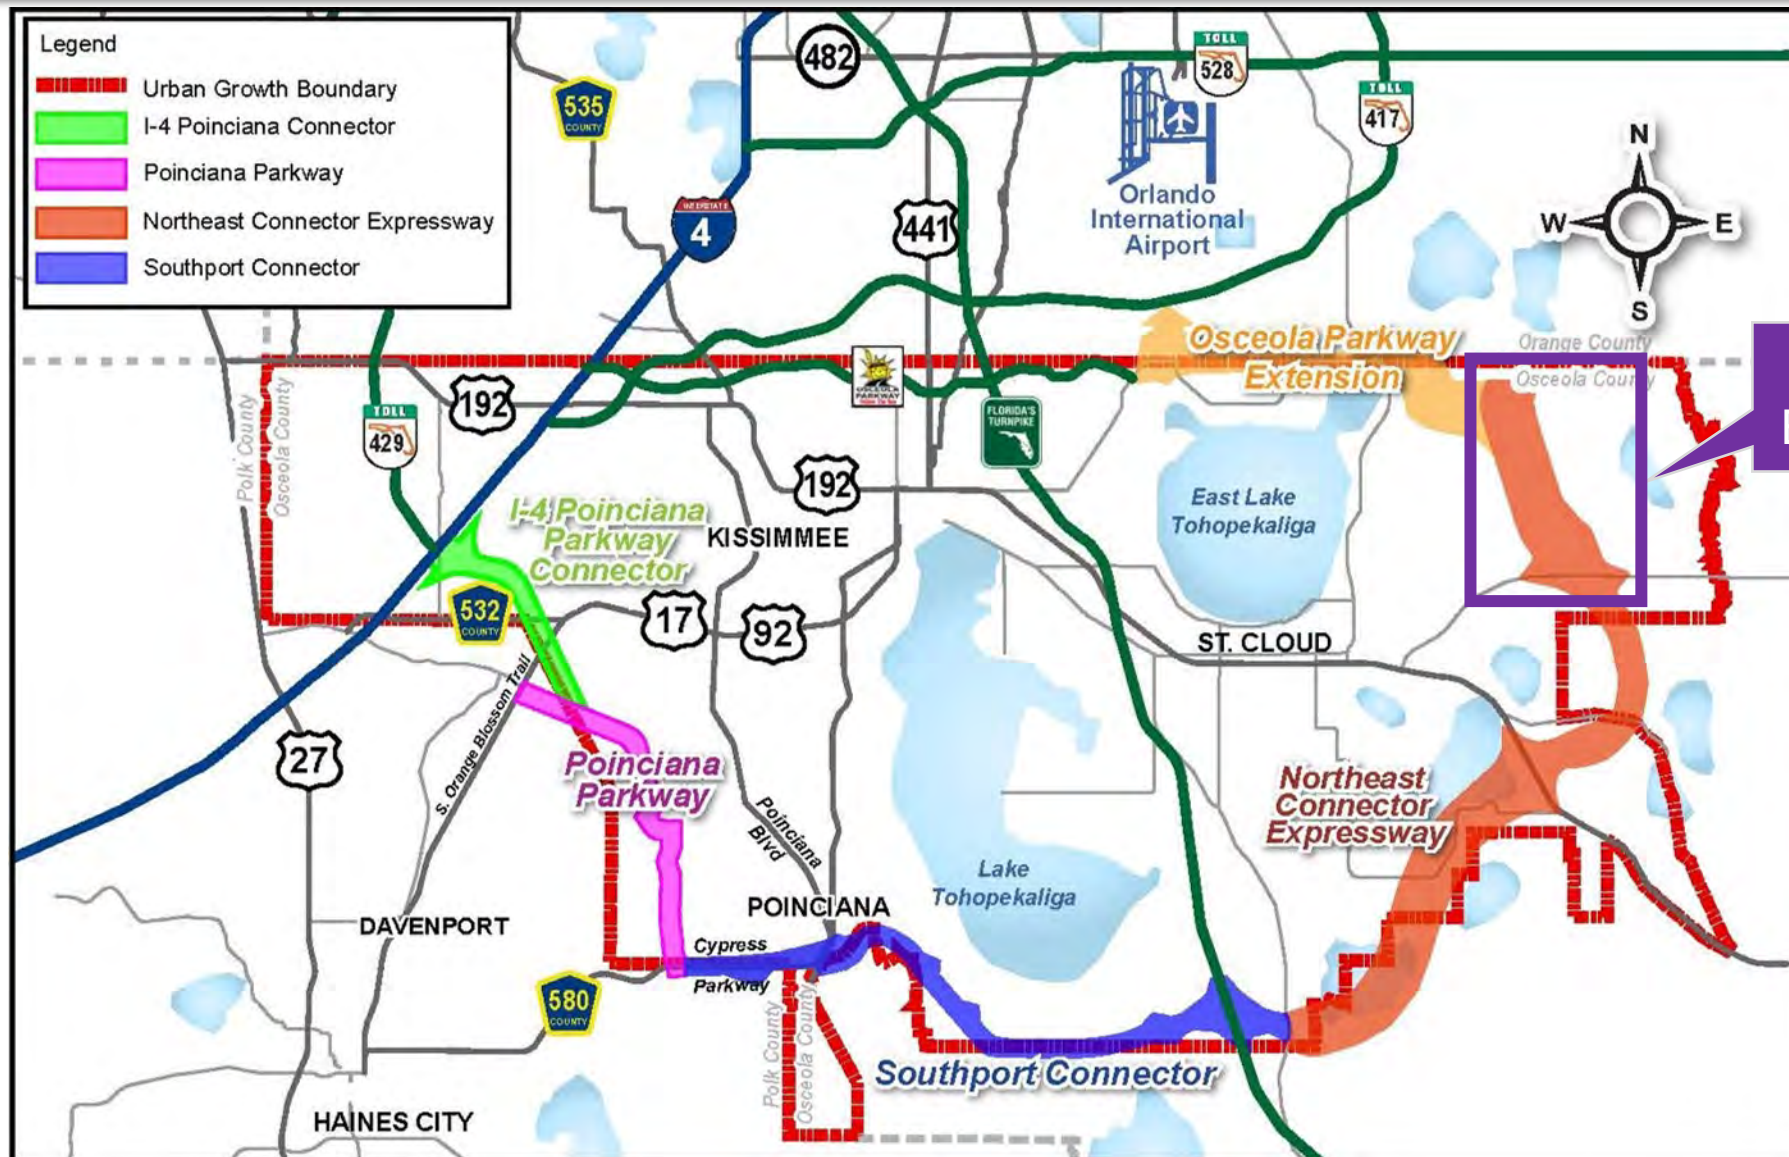 Legend
Urban Growth Boundary
I-4 Poinciana Connector
Poinciana Parkway
Northeast Connector Expressway
Southport Connector
482
535
COUNTY
TOLL
528
TOLL
417
N
W
E
S
INTERSTATE
4
441
Orlando
International
Airport
Osceola Parkway
Extension
Orange County
Osceola County
OSCEOLA
PARKWAY
192
TOLL
429
FLORIDA'S
TURNPIKE
Polk County
Osceola County
192
I-4 Poinciana
Parkway
Connector
KISSIMMEE
East Lake
Tohopekaliga
532
COUNTY
17
92
ST. CLOUD
S. Orange Blossom Trail
27
Poinciana
Parkway
Poinciana
Blvd
Northeast
Connector
Expressway
Lake
Tohopekaliga
POINCIANA
DAVENPORT
Cypress
Parkway
580
COUNTY
Polk County
Osceola County
Southport Connector
HAINES CITY